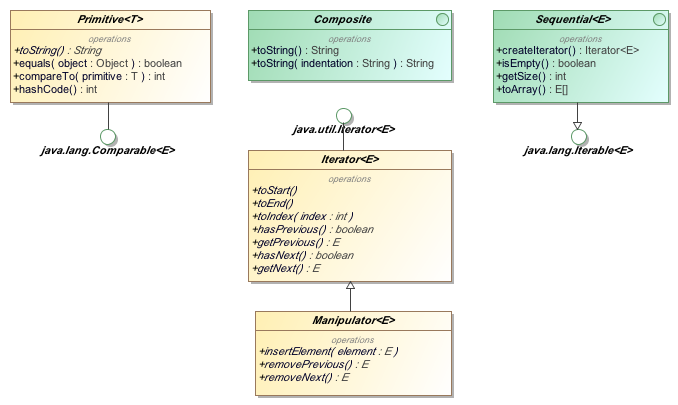 Primitive<T>
operations
+toString() : String
+equals( object : Object ) : boolean
+compareTo( primitive : T ) : int
+hashCode() : int
java.lang.Comparable<E>
Composite
operations
+toString() : String
+toString( indentation : String ) : String
Sequential<E>
operations
+createIterator() : Iterator<E>
+isEmpty() : boolean
+getSize() : int
+toArray() : E[]
java.lang.Iterable<E>
java.util.Iterator<E>
Iterator<E>
operations
+toStart()
+toEnd()
+toIndex( index : int )
+hasPrevious() : boolean
+getPrevious() : E
+hasNext() : boolean
+getNext() : E
Manipulator<E>
operations
+insertElement( element : E )
+removePrevious() : E
+removeNext() : E